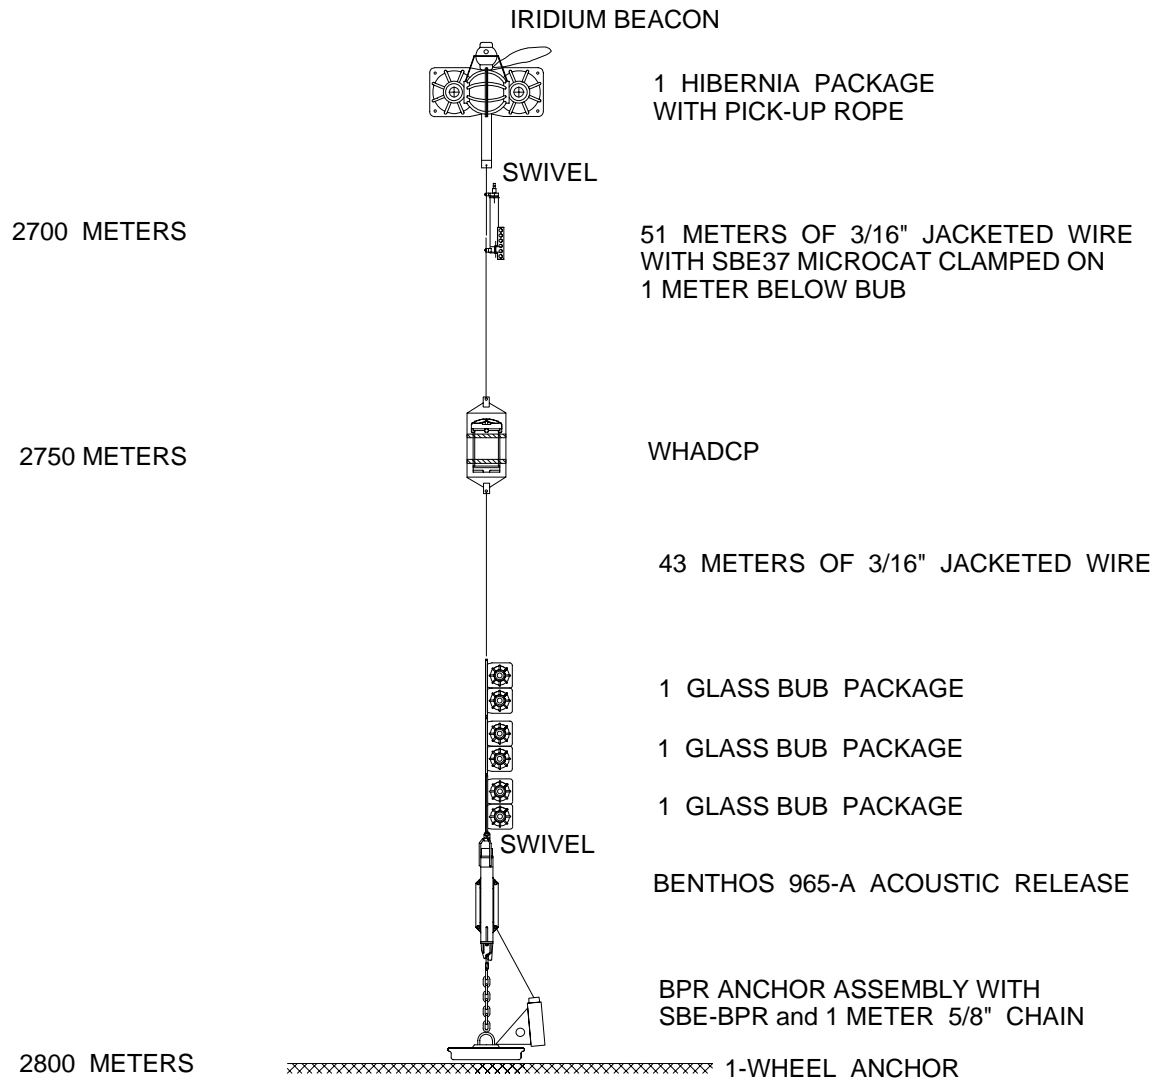 IRIDIUM BEACON
1 HIBERNIA PACKAGE
WITH PICK-UP ROPE
SWIVEL
2700 METERS
51 METERS OF 3/16" JACKETED WIRE
WITH SBE37 MICROCAT CLAMPED ON
1 METER BELOW BUB
2750 METERS
WHADCP
43 METERS OF 3/16" JACKETED WIRE
1 GLASS BUB PACKAGE
1 GLASS BUB PACKAGE
1 GLASS BUB PACKAGE
SWIVEL
BENTHOS 965-A ACOUSTIC RELEASE
BPR ANCHOR ASSEMBLY WITH
SBE-BPR and 1 METER 5/8" CHAIN
2800 METERS
1-WHEEL ANCHOR